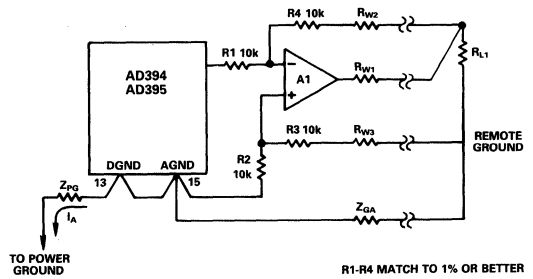 R4 10k
RW2
R1 10k
RL1
AD394
AD395
A1
RW1
R3 10k
RW3
REMOTE
GROUND
DGND
AGND
R2
10k
13
15
ZPG
IA
ZGA
TO POWER
GROUND
R1-R4 MATCH TO 1% OR BETTER